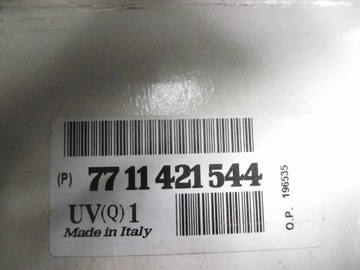 (P) 77 11 421 544
UV(Q) 1
Made in Italy
O.P. 196535